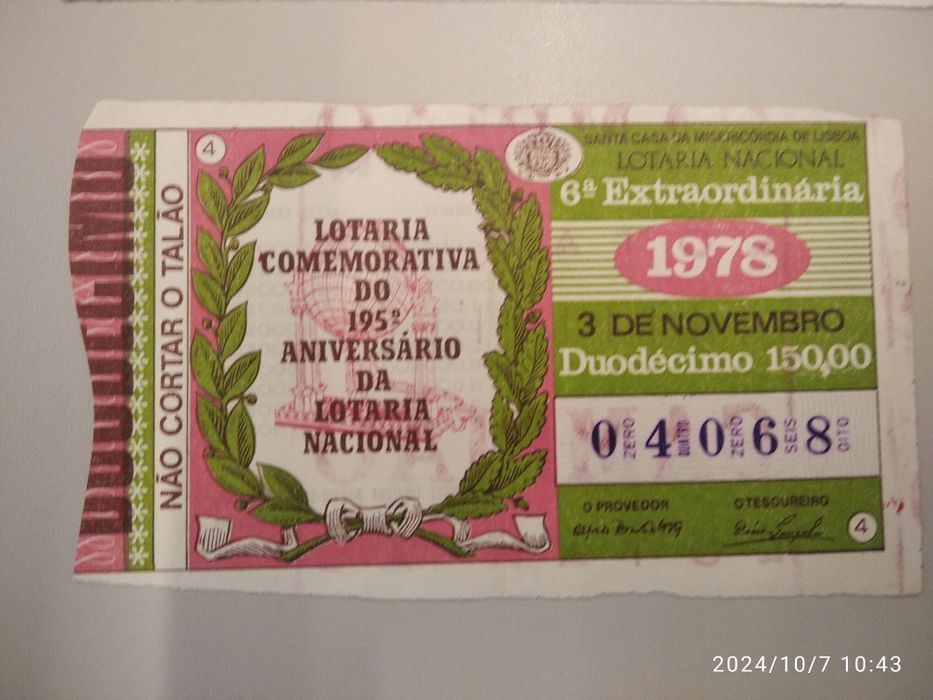 4
NÃO CORTAR O TALÃO
LOTARIA
COMEMORATIVA
DO
195º
ANIVERSÁRIO
DA
LOTARIA
NACIONAL
SANTA CASA DA MISERICÓRDIA DE LISBOA
LOTARIA NACIONAL
6ª Extraordinária
1978
3 DE NOVEMBRO
Duodécimo 150,00
0 ZERO 4 QUATRO 0 ZERO 6 SEIS 8 OITO
O PROVEDOR
O TESOUREIRO
4
2024/10/7 10:43